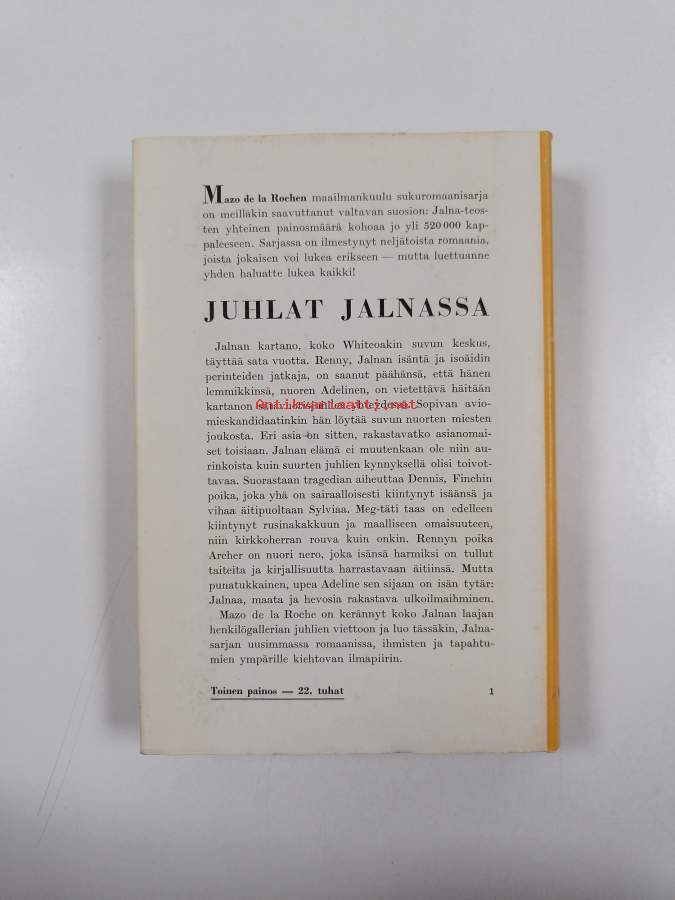 Mazo de la Rochen maailmankuulu sukuromaanisarja
on meilläkin saavuttanut valtavan suosion: Jalna-teos-
ten yhteinen painosmäärä kohoaa jo yli 520 000 kap-
paleeseen. Sarjassa on ilmestynyt neljätoista romaania,
joista jokaisen voi lukea erikseen — mutta luettuanne
yhden haluatte lukea kaikki!
JUHLAT JALNASSA
Jalnan kartano, koko Whiteoakin suvun keskus,
täyttää sata vuotta. Renny, Jalnan isäntä ja isoäidin
perinteiden jatkaja, on saanut päähänsä, että hänen
lemmikkinsä, nuoren Adelinen, on vietettävä häitään
kartanon Sopivan avio-
Antikvariaatti.net
mieskandidaatinkin hän löytää suvun nuorten miesten
joukosta. Eri asia on sitten, rakastavatko asianomai-
set toisiaan. Jalnan elämä ei muutenkaan ole niin au-
rinkoista kuin suurten juhlien kynnyksellä olisi toivot-
tavaa. Suorastaan tragedian aiheuttaa Dennis, Finchin
poika, joka yhä on sairaalloisesti kiintynyt isäänsä ja
vihaa äitipuoltaan Sylviaa. Meg-täti taas on edelleen
kiintynyt rusinakakkuun ja maalliseen omaisuuteen,
niin kirkkoherran rouva kuin onkin. Rennyn poika
Archer on nuori nero, joka isänsä harmiksi on tullut
taiteita ja kirjallisuutta harrastavaan äitiinsä. Mutta
punatukkainen, upea Adeline sen sijaan on isän tytär:
Jalnaa, maata ja hevosia rakastava ulkoilmaihminen.
Mazo de la Roche on kerännyt koko Jalnan laajan
henkilögallerian juhlien viettoon ja luo tässäkin, Jalna-
sarjan uusimmassa romaanissa, ihmisten ja tapahtu-
mien ympärille kiehtovan ilmapiirin.
Toinen painos — 22. tuhat 1